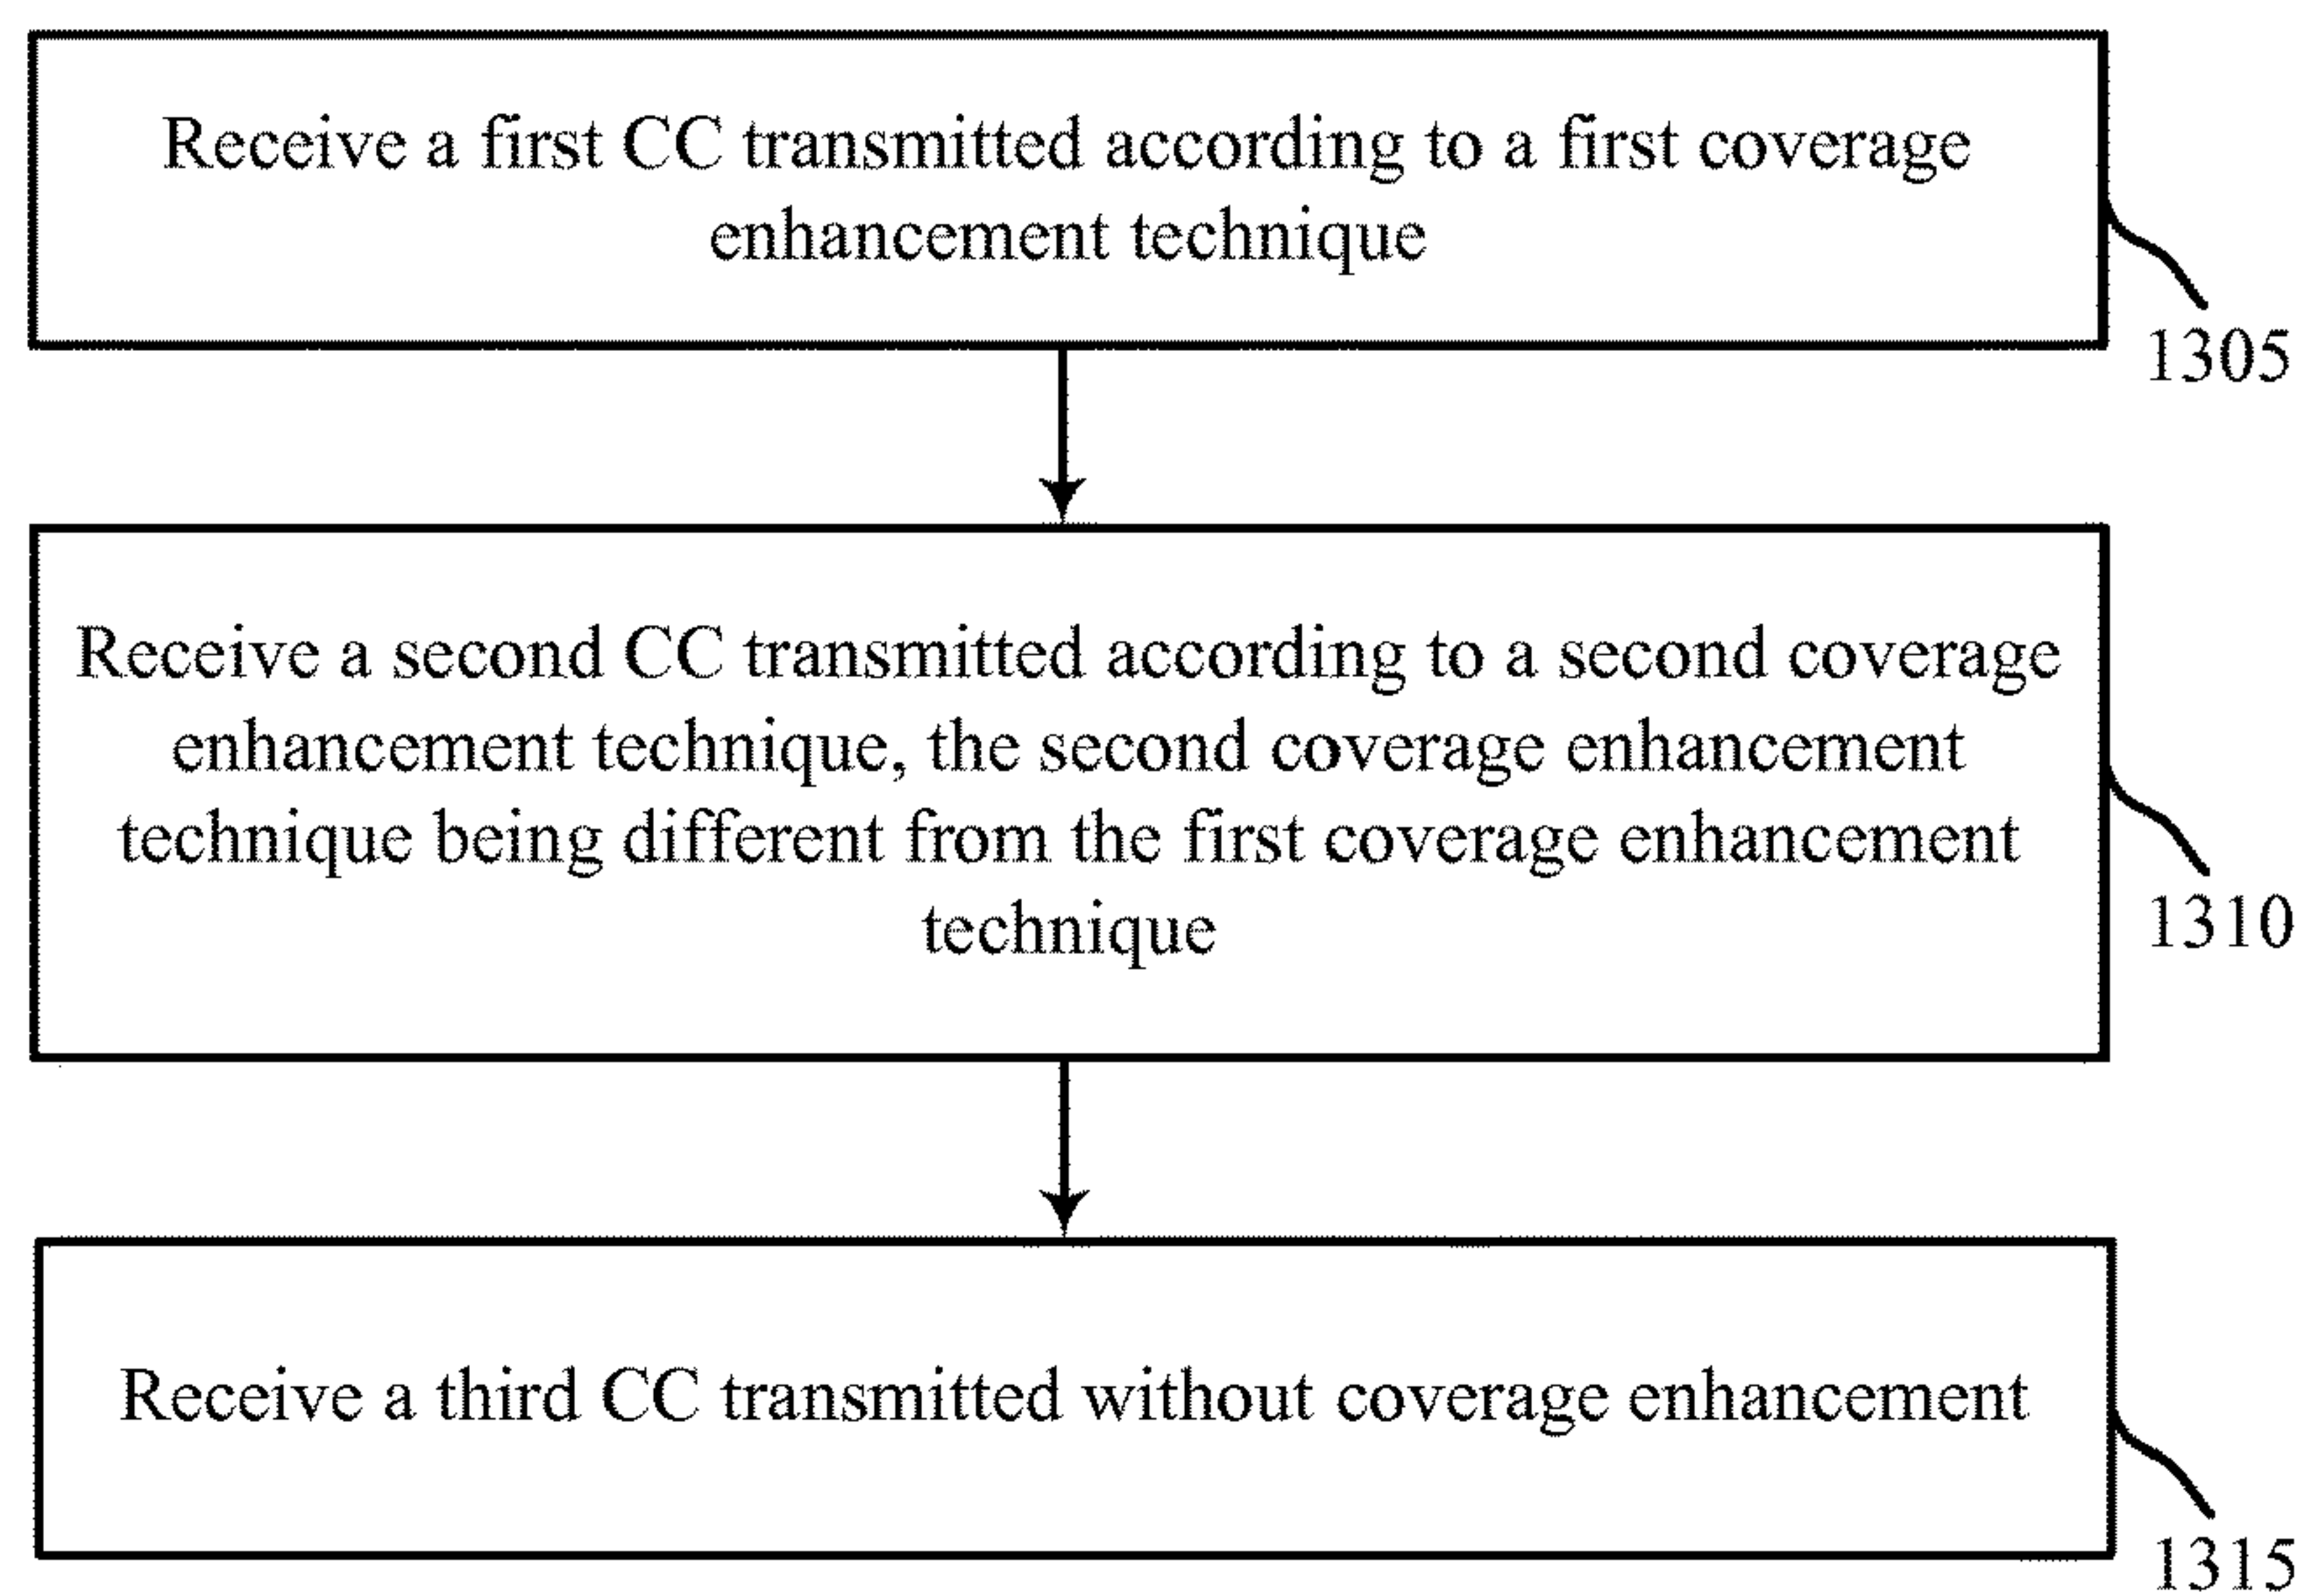 Receive a first CC transmitted according to a first coverage
enhancement technique
1305
Receive a second CC transmitted according to a second coverage
enhancement technique, the second coverage enhancement
technique being different from the first coverage enhancement
technique
1310
Receive a third CC transmitted without coverage enhancement
1315